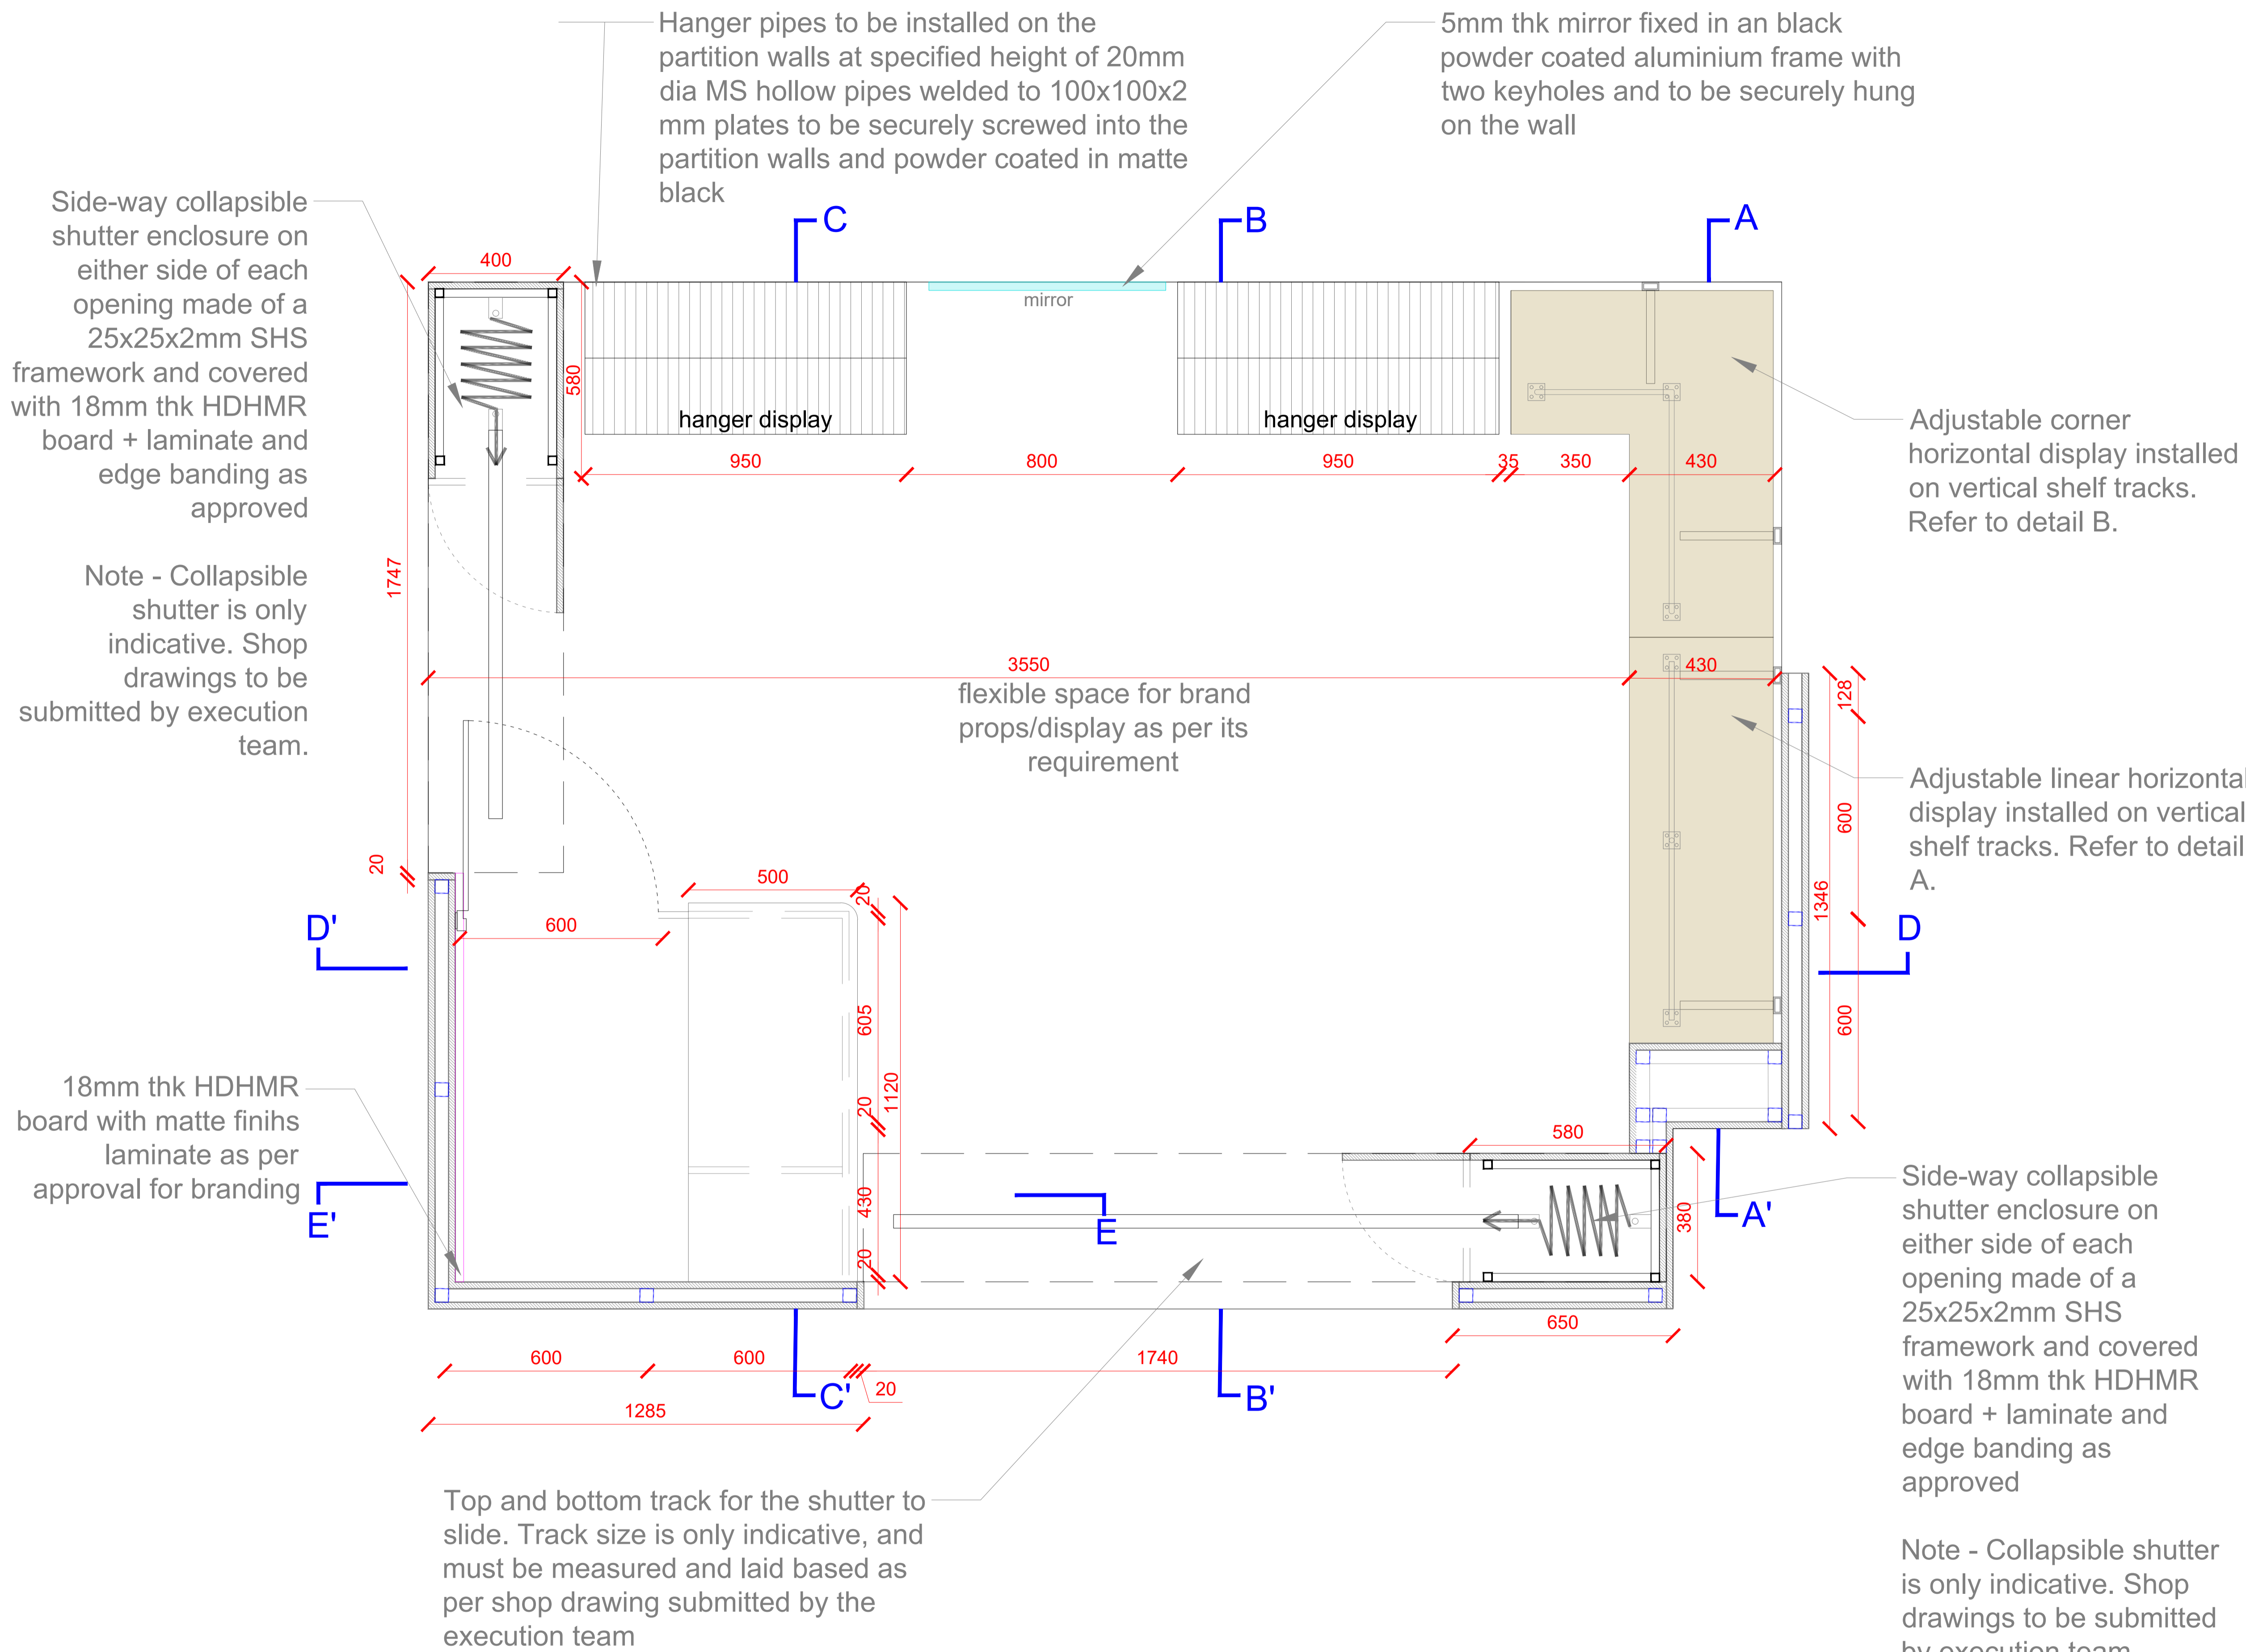 Hanger pipes to be installed on the
partition walls at specified height of 20mm
dia MS hollow pipes welded to 100x100x2
mm plates to be securely screwed into the
partition walls and powder coated in matte
black
5mm thk mirror fixed in an black
powder coated aluminium frame with
two keyholes and to be securely hung
on the wall
Side-way collapsible
shutter enclosure on
either side of each
opening made of a
25x25x2mm SHS
framework and covered
with 18mm thk HDHMR
board + laminate and
edge banding as
approved
Note - Collapsible
shutter is only
indicative. Shop
drawings to be
submitted by execution
team.
C
B
A
400
mirror
580
hanger display
hanger display
950
800
950
35
350
430
Adjustable corner
horizontal display installed
on vertical shelf tracks.
Refer to detail B.
1747
3550
430
flexible space for brand
props/display as per its
requirement
128
600
1346
600
Adjustable linear horizontal
display installed on vertical
shelf tracks. Refer to detail
A.
20
500
20
600
605
1120
20
430
20
D'
D
18mm thk HDHMR
board with matte finihs
laminate as per
approval for branding
E'
E
580
380
A'
650
Side-way collapsible
shutter enclosure on
either side of each
opening made of a
25x25x2mm SHS
framework and covered
with 18mm thk HDHMR
board + laminate and
edge banding as
approved
Note - Collapsible shutter
is only indicative. Shop
drawings to be submitted
by execution team
600
600
1740
20
C'
B'
1285
Top and bottom track for the shutter to
slide. Track size is only indicative, and
must be measured and laid based as
per shop drawing submitted by the
execution team